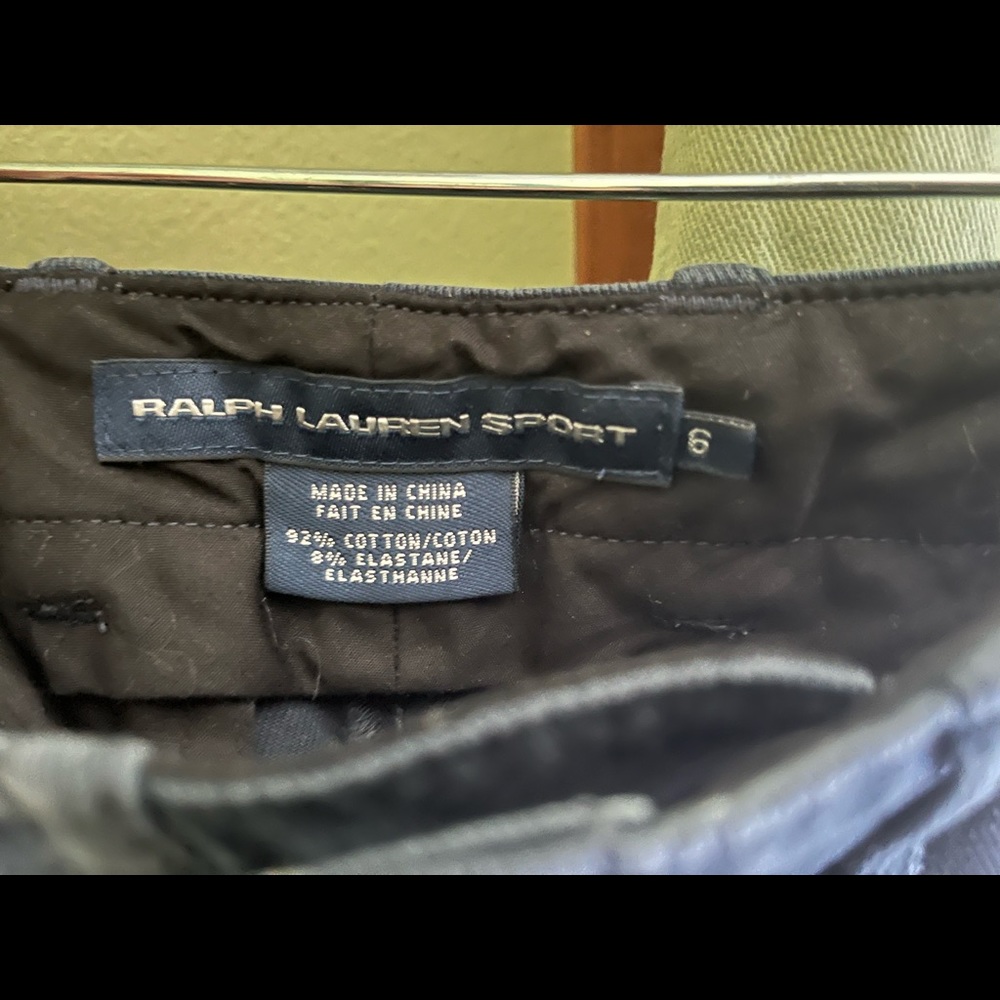 RALPH LAUREN SPORT
6
MADE IN CHINA
FAIT EN CHINE
92% COTTON/COTON
8% ELASTANE/
ELASTHANNE